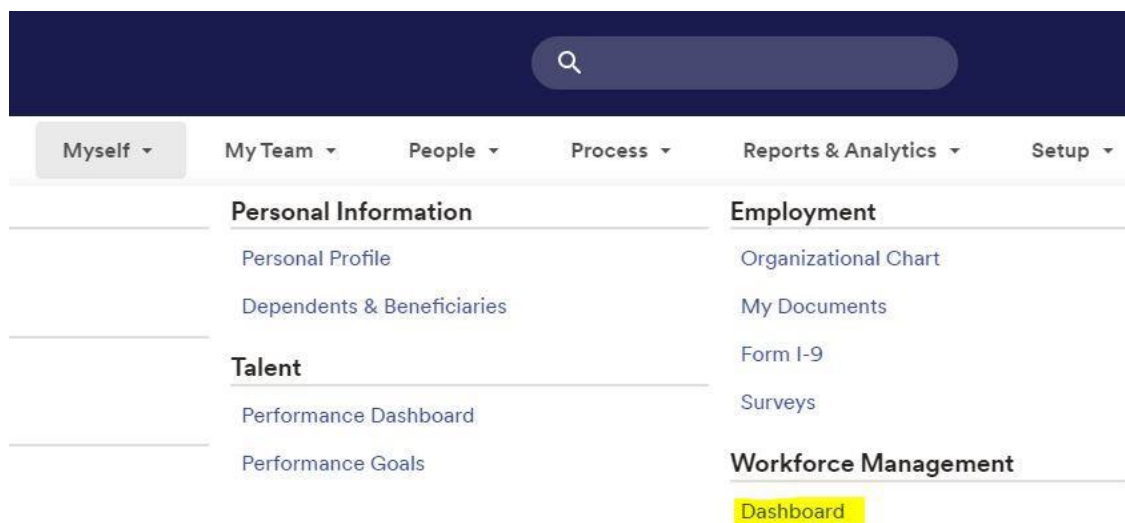 Myself My Team People Process Reports & Analytics Setup
Personal Information
Personal Profile
Dependents & Beneficiaries
Talent
Performance Dashboard
Performance Goals
Employment
Organizational Chart
My Documents
Form I-9
Surveys
Workforce Management
Dashboard